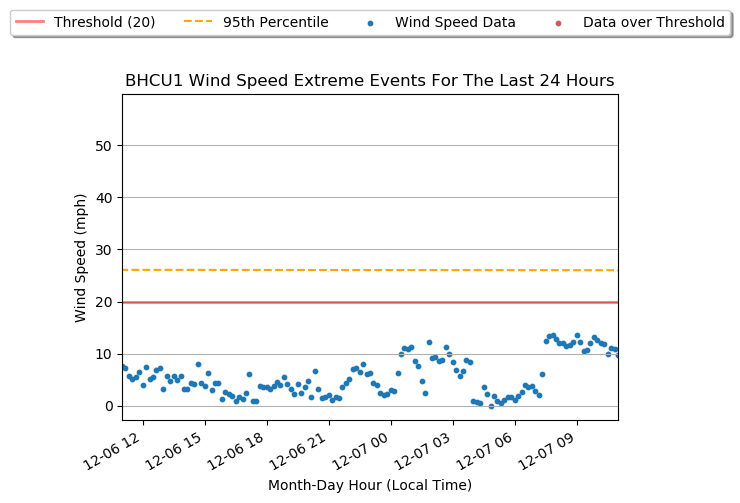 Threshold (20) 95th Percentile Wind Speed Data Data over Threshold
BHCU1 Wind Speed Extreme Events For The Last 24 Hours
Wind Speed (mph)
50
40
30
20
10
0
12-06 12 12-06 15 12-06 18 12-06 21 12-07 00 12-07 03 12-07 06 12-07 09
Month-Day Hour (Local Time)